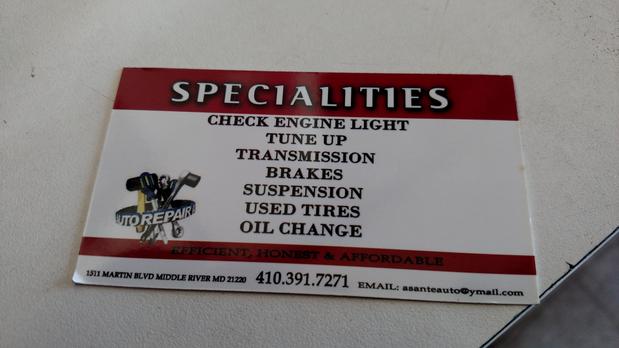 SPECIALITIES
CHECK ENGINE LIGHT
TUNE UP
TRANSMISSION
BRAKES
SUSPENSION
USED TIRES
OIL CHANGE
AUTO REPAIR
EFFICIENT, HONEST & AFFORDABLE
1511 MARTIN BLVD MIDDLE RIVER MD 21220 410.391.7271 EMAIL: asanteauto@ymail.com